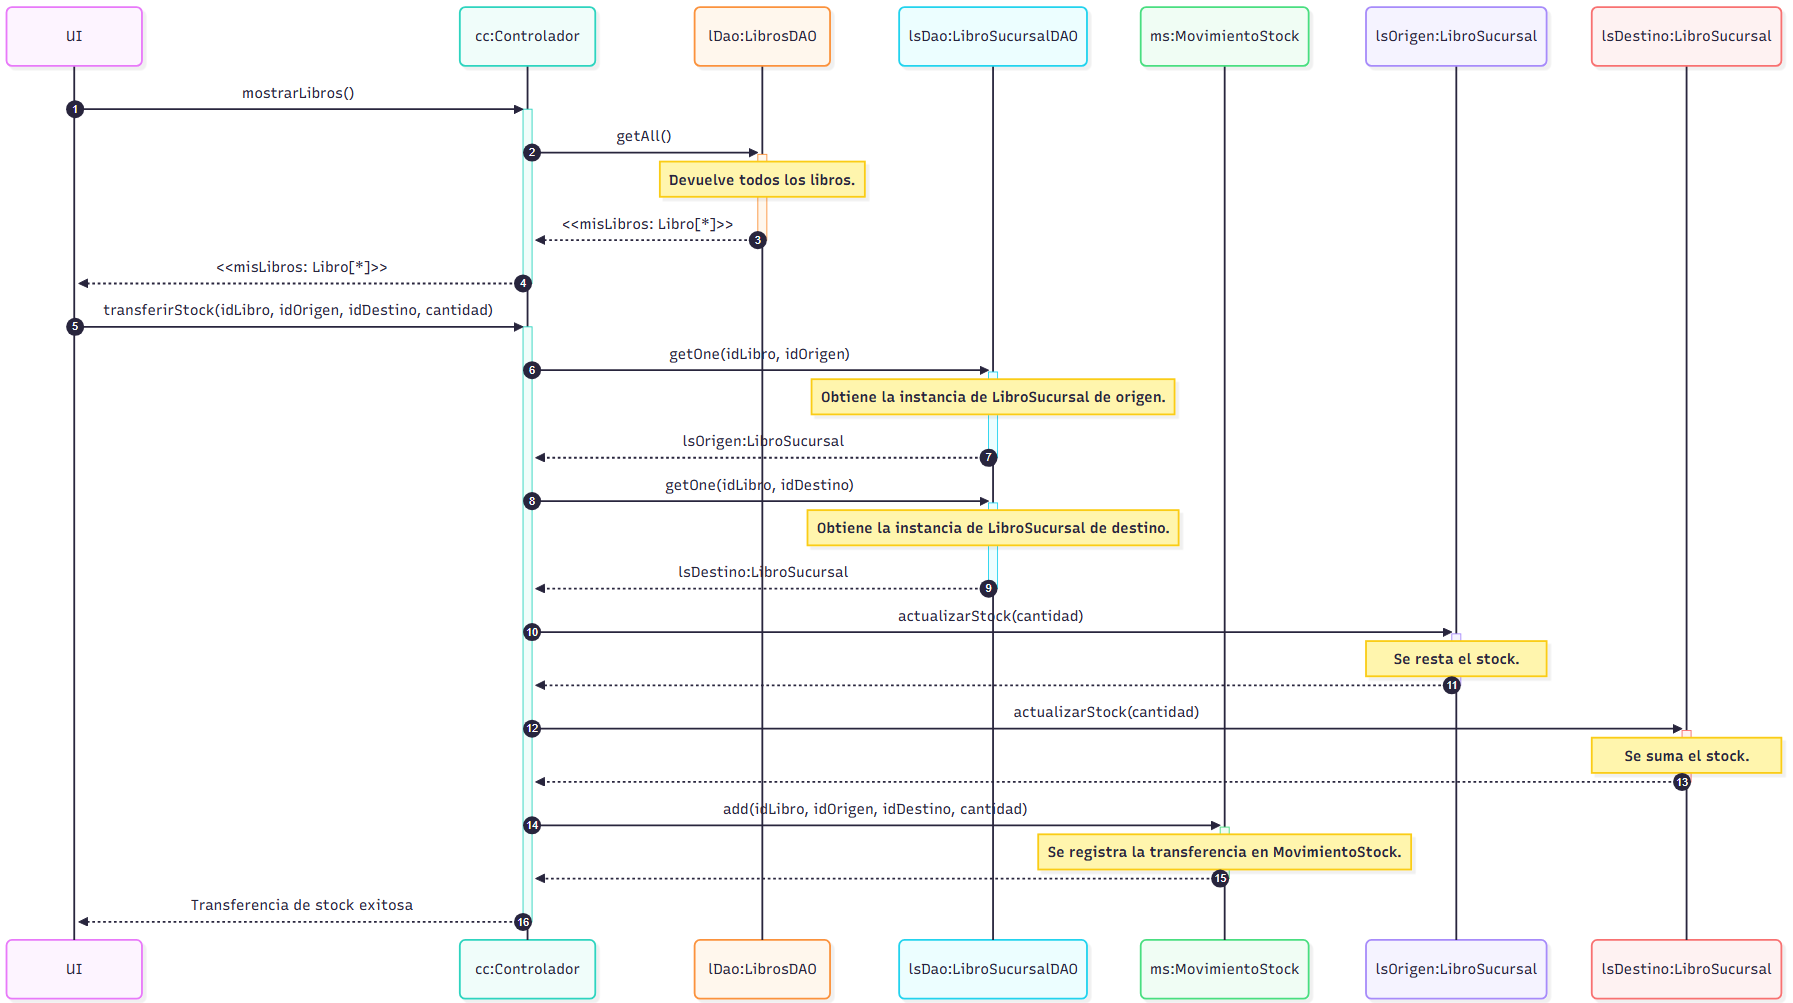 UI
cc:Controlador
lDao:LibrosDAO
lsDao:LibroSucursalDAO
ms:MovimientoStock
lsOrigen:LibroSucursal
lsDestino:LibroSucursal
mostrarLibros()
1
getAll()
2
Devuelve todos los libros.
<<misLibros: Libro[*]>>
3
<<misLibros: Libro[*]>>
4
transferirStock(idLibro, idOrigen, idDestino, cantidad)
5
getOne(idLibro, idOrigen)
6
Obtiene la instancia de LibroSucursal de origen.
lsOrigen:LibroSucursal
7
getOne(idLibro, idDestino)
8
Obtiene la instancia de LibroSucursal de destino.
lsDestino:LibroSucursal
9
actualizarStock(cantidad)
10
Se resta el stock.
11
actualizarStock(cantidad)
12
Se suma el stock.
13
add(idLibro, idOrigen, idDestino, cantidad)
14
Se registra la transferencia en MovimientoStock.
15
Transferencia de stock exitosa
16
UI
cc:Controlador
lDao:LibrosDAO
lsDao:LibroSucursalDAO
ms:MovimientoStock
lsOrigen:LibroSucursal
lsDestino:LibroSucursal